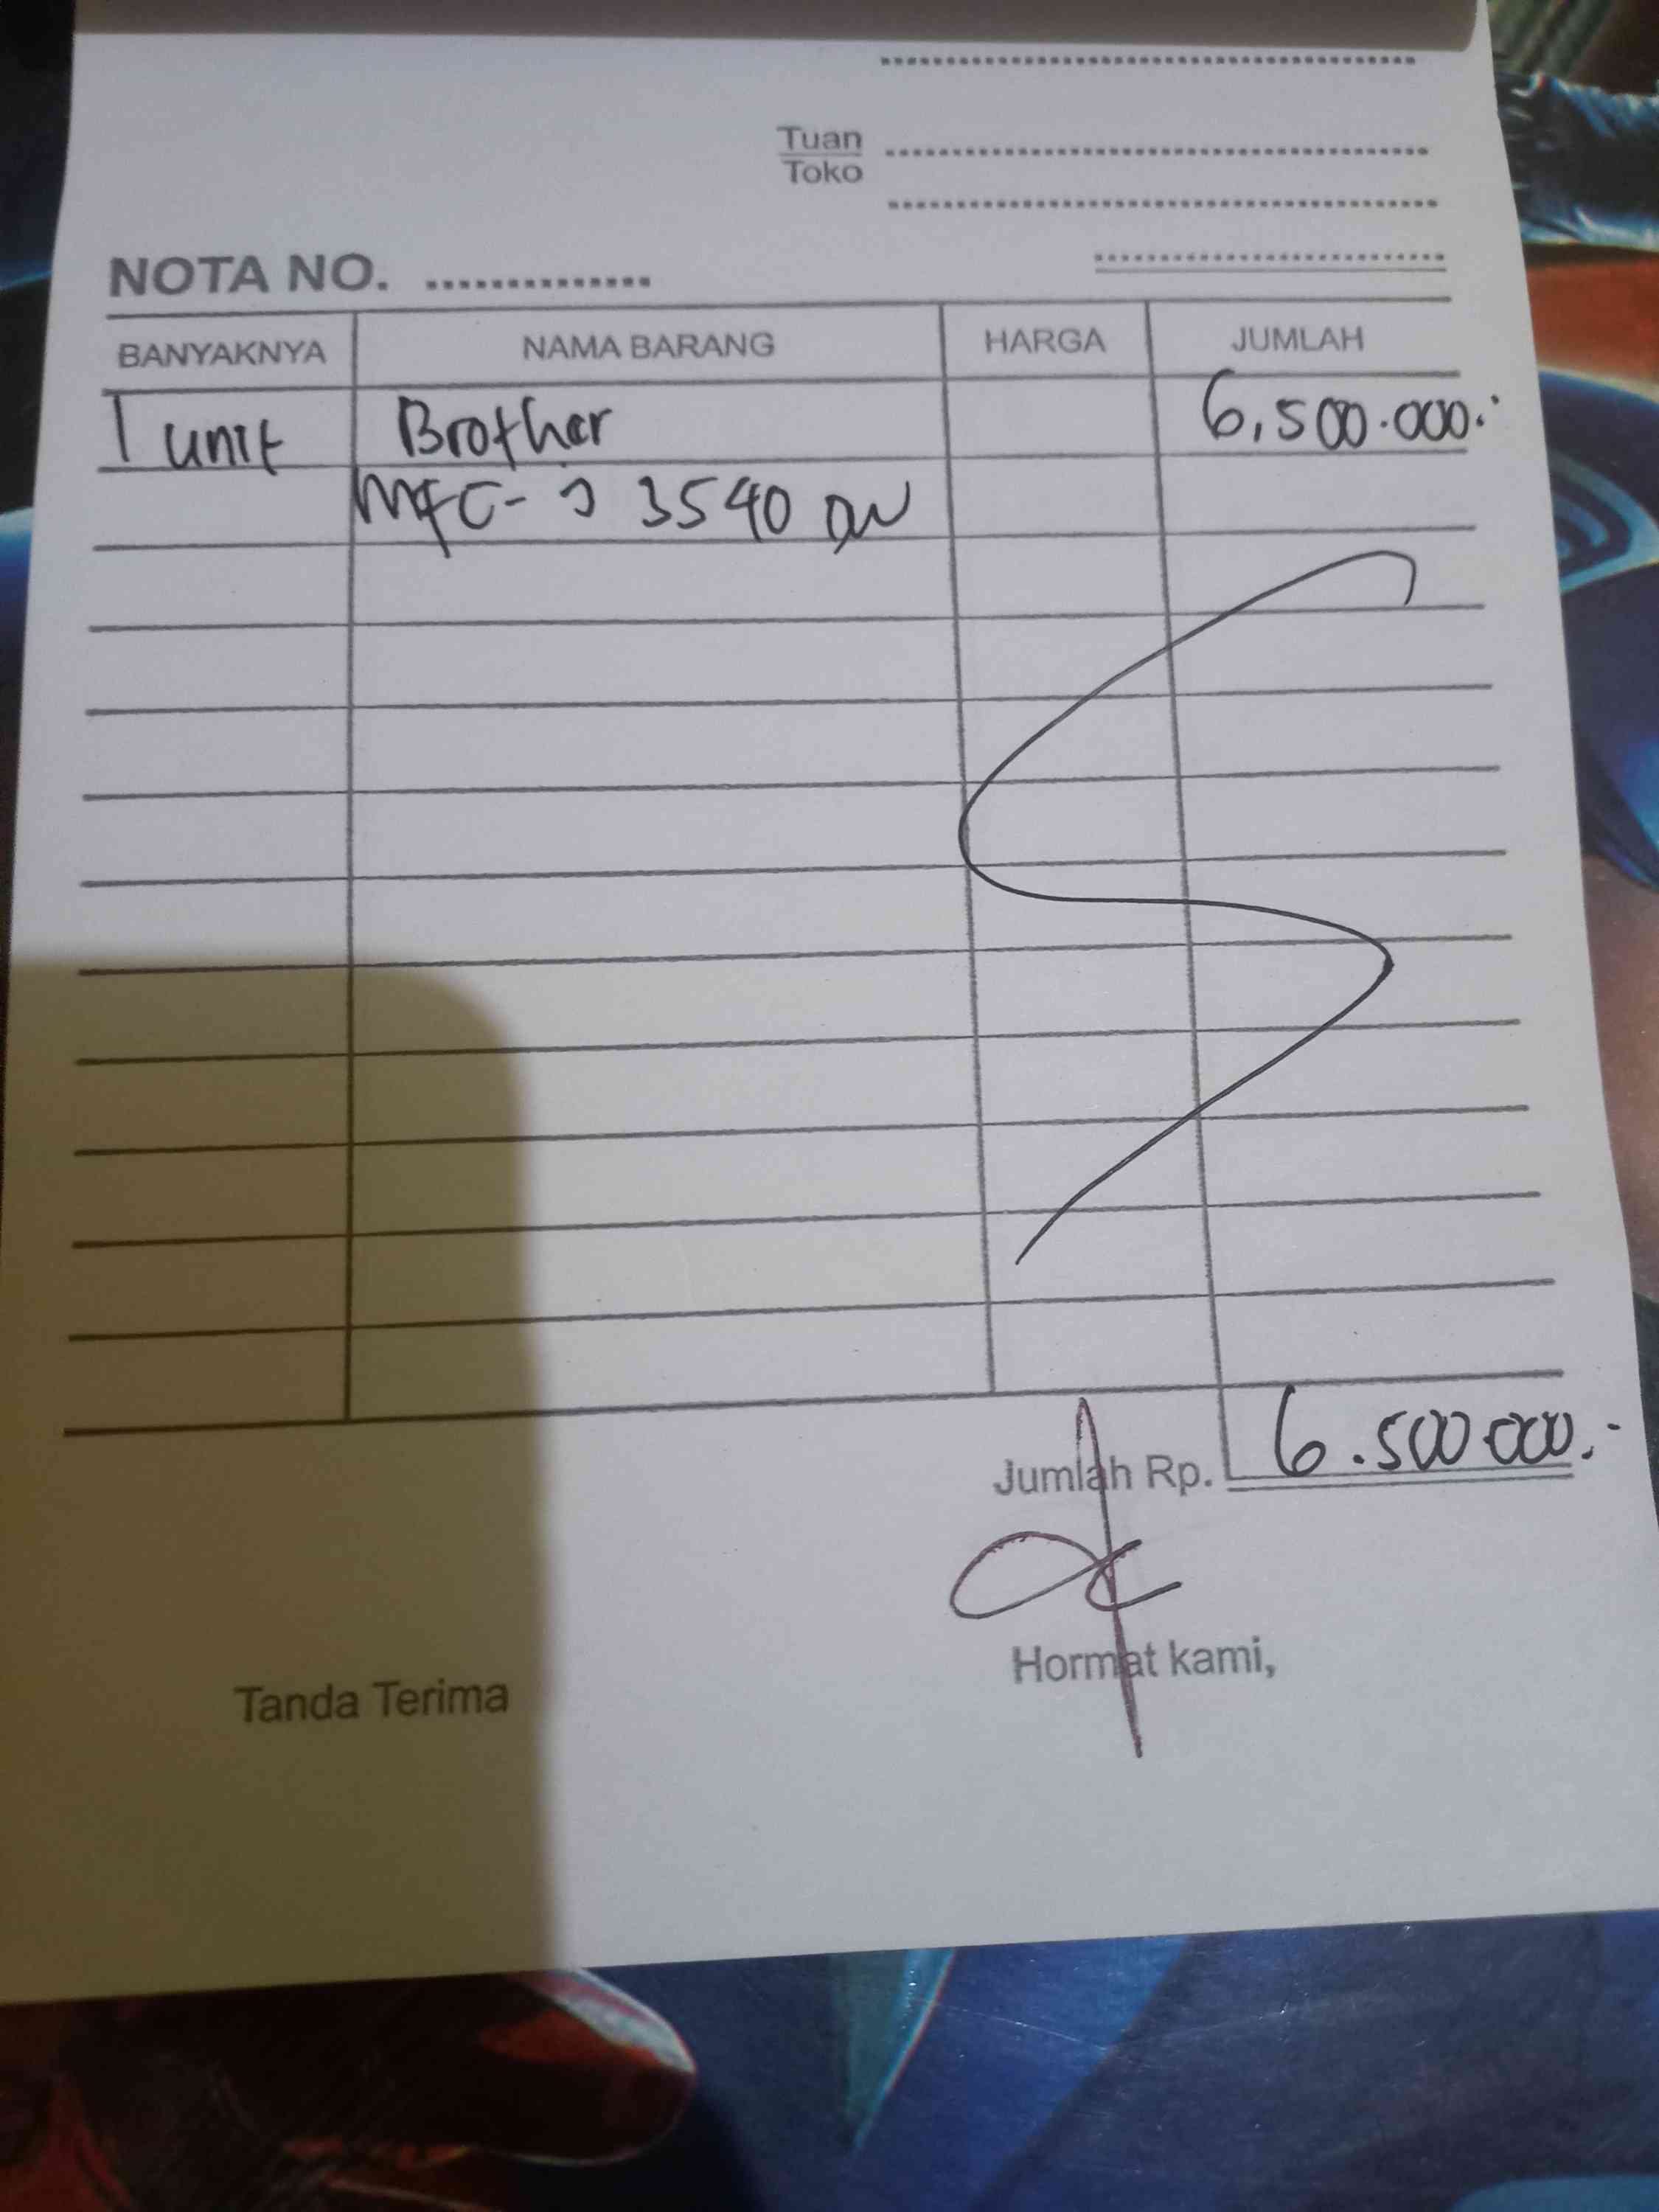 Tuan
Toko
NOTA NO. ..............
BANYAKNYA NAMA BARANG HARGA JUMLAH
1 unit Brother 6,500.000.-
MFC-J 3540 DW
Jumlah Rp. 6.500.000.-
Hormat kami,
Tanda Terima